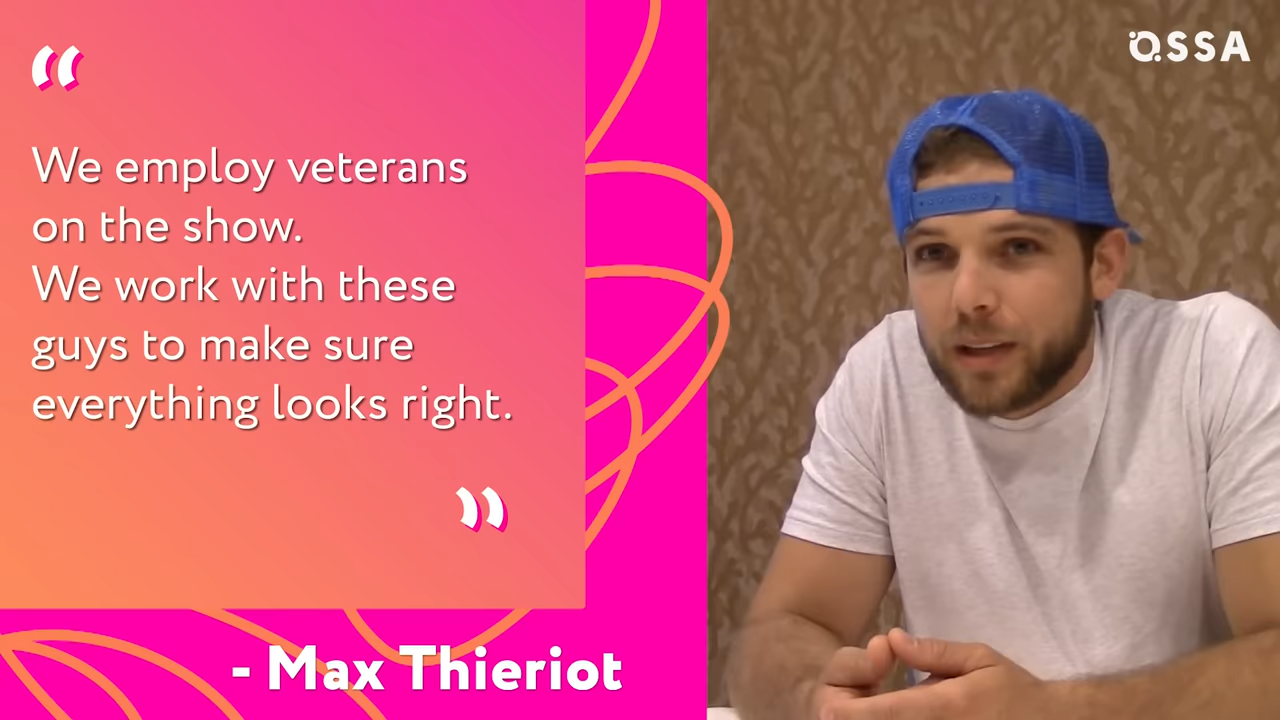 “
We employ veterans
on the show.
We work with these
guys to make sure
everything looks right.
”
- Max Thieriot
OSSA